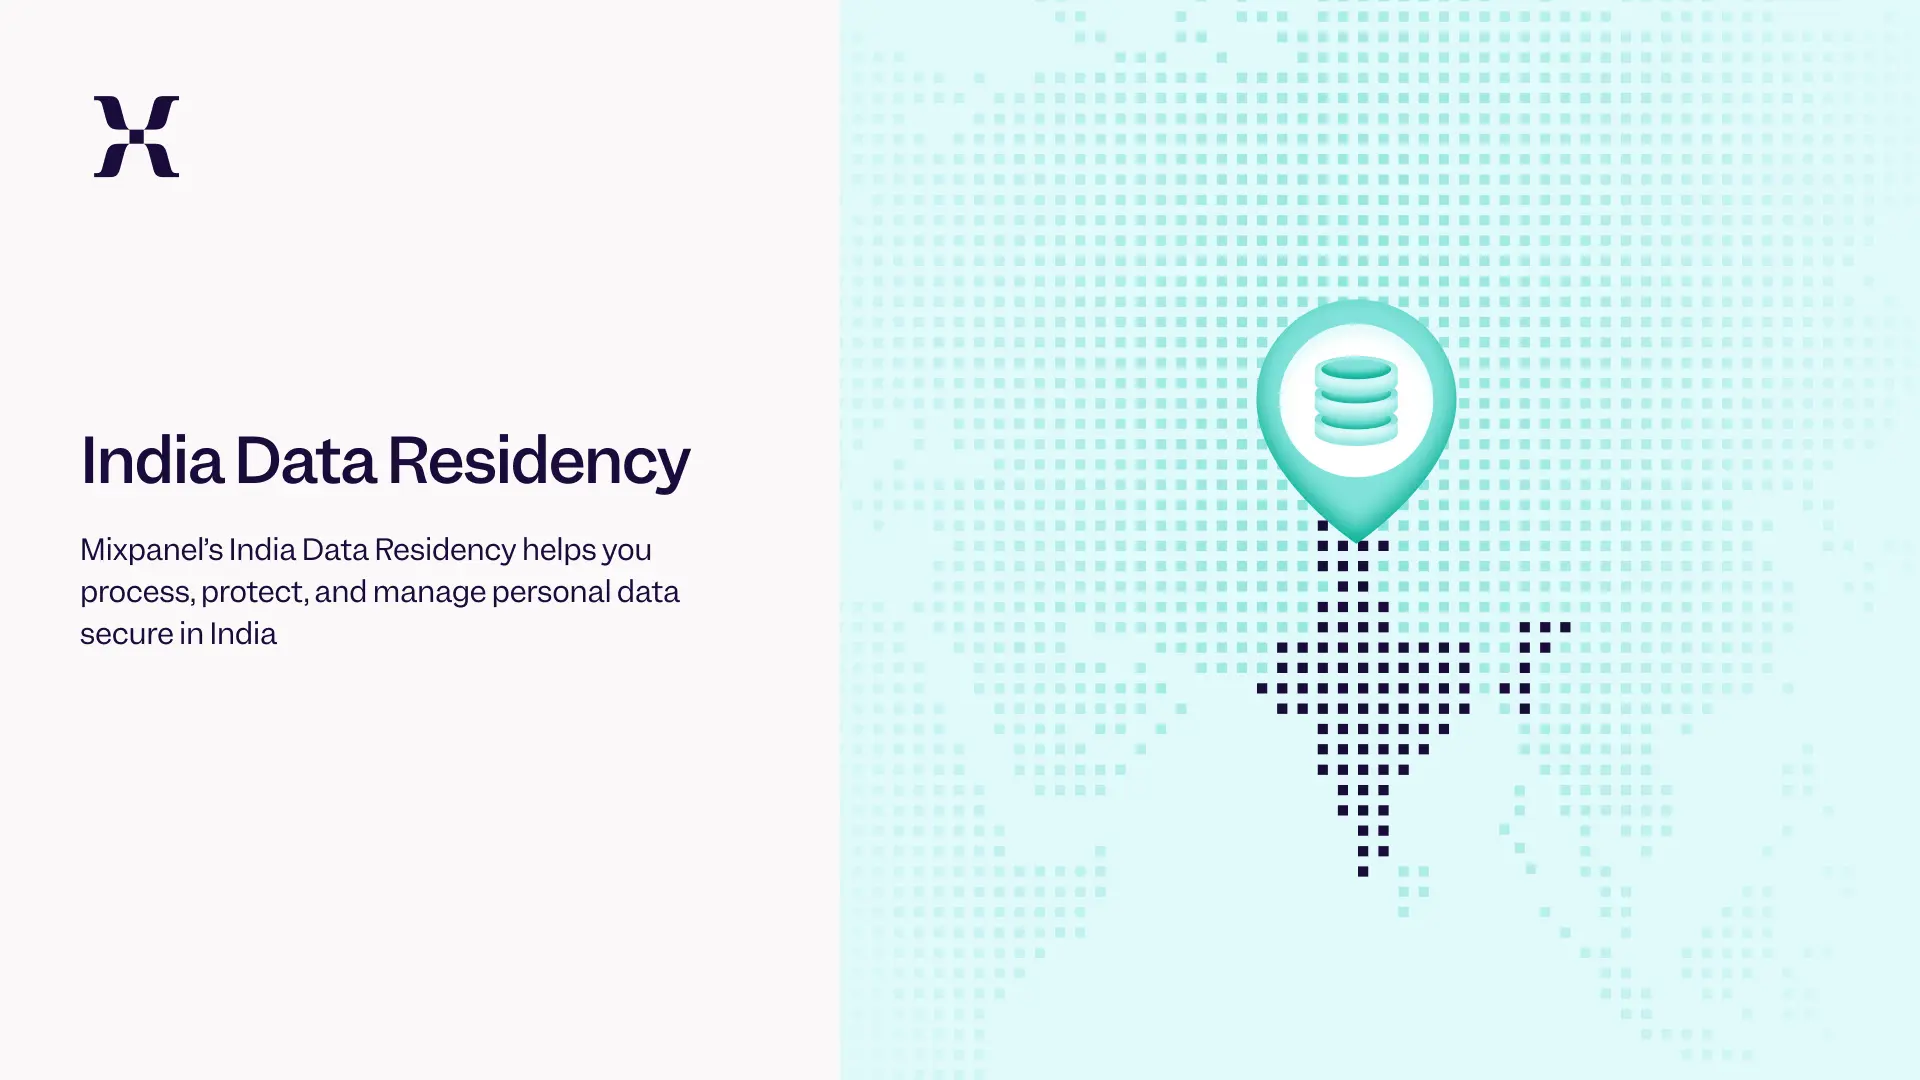 India Data Residency
Mixpanel’s India Data Residency helps you
process, protect, and manage personal data
secure in India